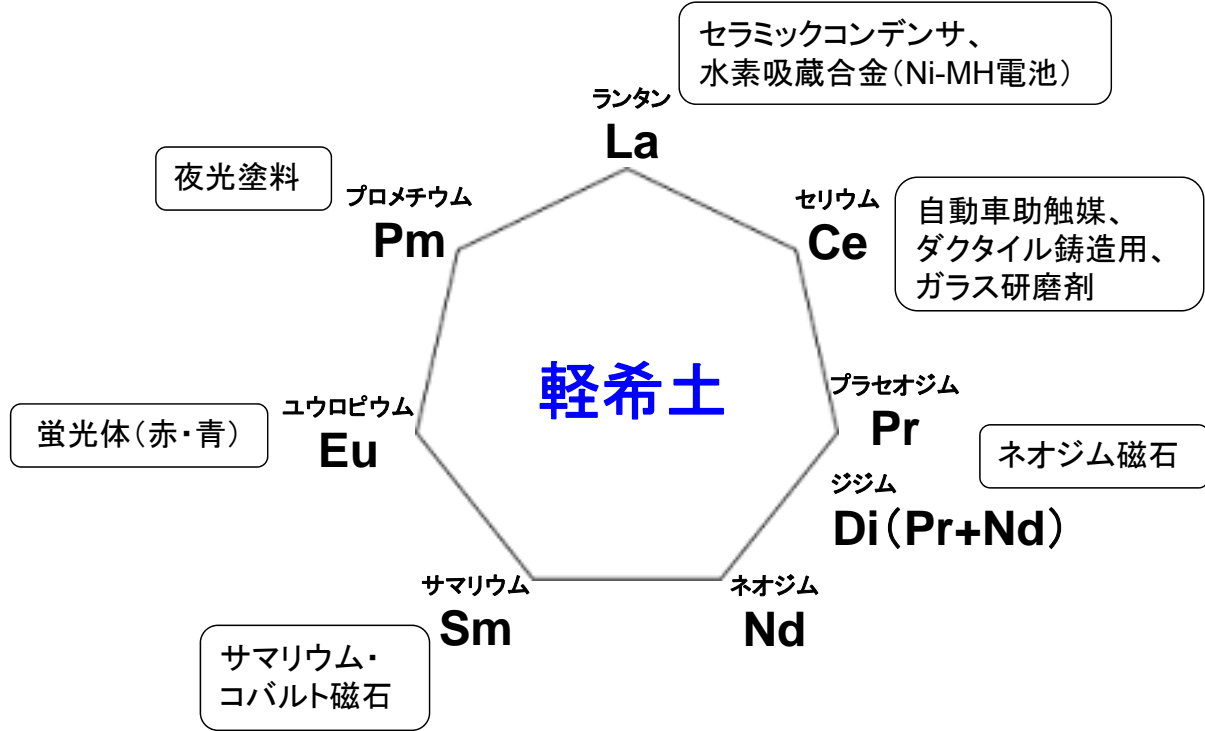 セラミックコンデンサ、
水素吸蔵合金(Ni-MH電池)
ランタン
La
夜光塗料
プロメチウム
Pm
セリウム
Ce
自動車助触媒、
ダクタイル鋳造用、
ガラス研磨剤
軽希土
ユウロピウム
Eu
蛍光体(赤・青)
プラセオジム
Pr
ネオジム磁石
ジジム
Di(Pr+Nd)
サマリウム
Sm
ネオジム
Nd
サマリウム・
コバルト磁石